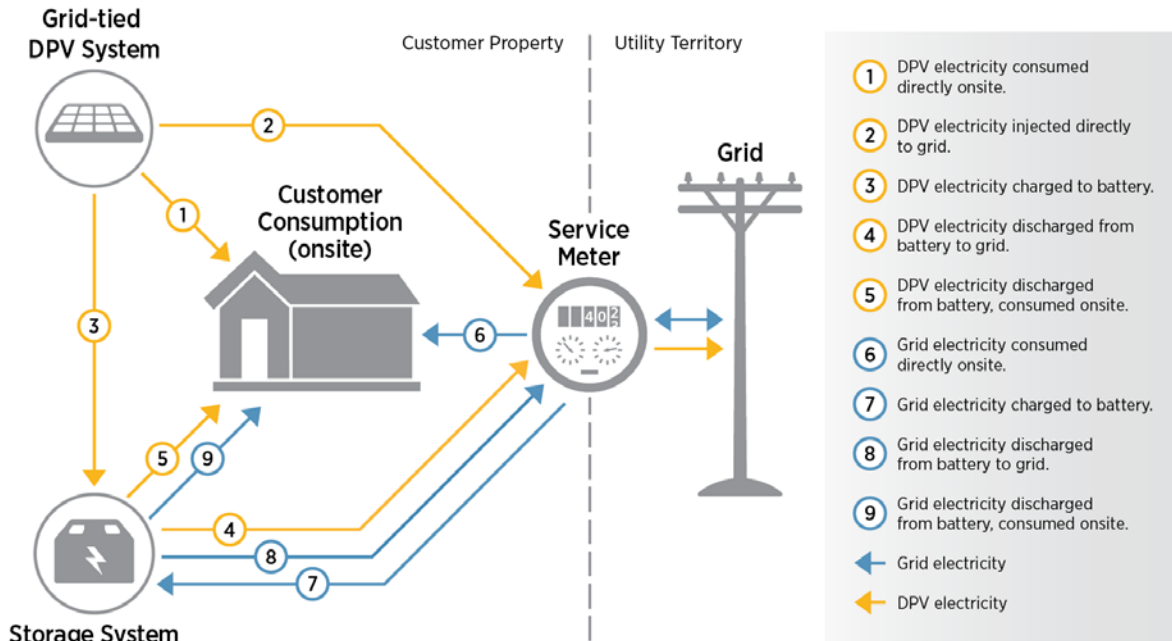 Grid-tied
DPV System
Customer Property
Utility Territory
2
1
Customer
Consumption
(onsite)
Service
Meter
Grid
3
6
402
2
5
9
4
8
7
Storage System
1 DPV electricity consumed
directly onsite.
2 DPV electricity injected directly
to grid.
3 DPV electricity charged to battery.
4 DPV electricity discharged from
battery to grid.
5 DPV electricity discharged
from battery, consumed onsite.
6 Grid electricity consumed
directly onsite.
7 Grid electricity charged to battery.
8 Grid electricity discharged
from battery to grid.
9 Grid electricity discharged
from battery, consumed onsite.
Grid electricity
DPV electricity